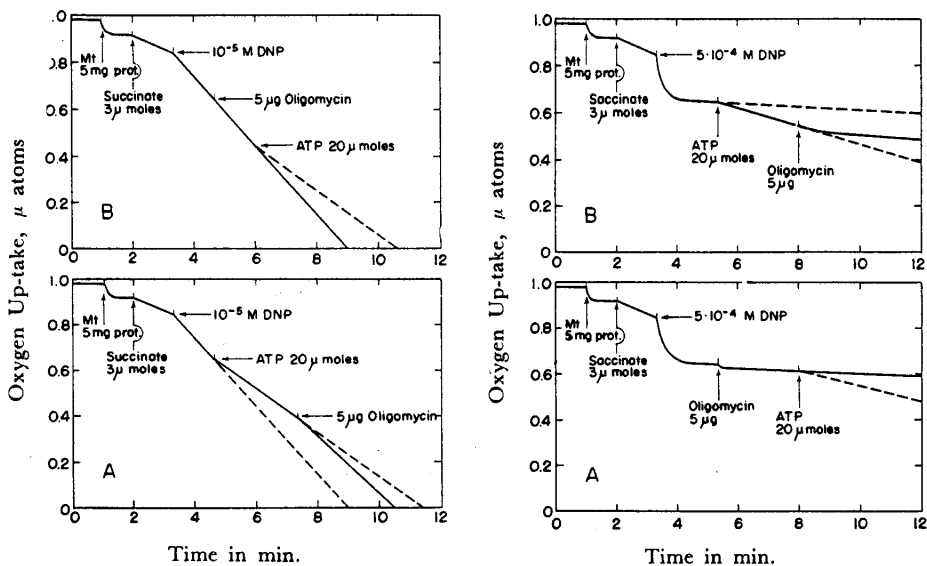 Oxygen Up-take, μ atoms
1.0
0.8
0.6
0.4
0.2
0
Mt
5mg prot.
Succinate
3μ moles
10⁻⁵ M DNP
5μg Oligomycin
ATP 20μ moles
B
0 2 4 6 8 10 12
1.0
0.8
0.6
0.4
0.2
0
Mt
5mg prot.
Succinate
3μ moles
10⁻⁵ M DNP
ATP 20μ moles
5μg Oligomycin
A
0 2 4 6 8 10 12
Time in min.
Oxygen Up-take, μ atoms
1.0
0.8
0.6
0.4
0.2
0
Mt
5mg prot.
Succinate
3μ moles
5·10⁻⁴ M DNP
ATP
20μ moles
Oligomycin
5μg
B
0 2 4 6 8 10 12
1.0
0.8
0.6
0.4
0.2
0
Mt
5mg prot.
Succinate
3μ moles
5·10⁻⁴ M DNP
Oligomycin
5μg
ATP
20μmoles
A
0 2 4 6 8 10 12
Time in min.